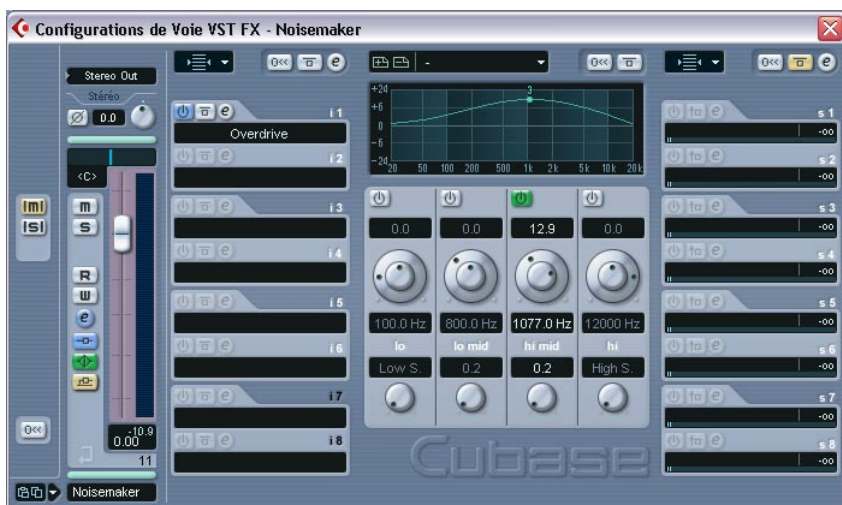 Configurations de Voie VST FX - Noisemaker
Stereo Out
Stéréo
0.0
<C>
m
S
R
W
e
|m|
|S|
-10.9
0.00
11
Noisemaker
e
e i 1
Overdrive
e i 2
e i 3
e i 4
e i 5
e i 6
e i 7
e i 8
-
+24
+6
0
-6
-24
3
20 50 100 200 500 1k 2k 5k 10k 20k
0.0 0.0 12.9 0.0
100.0 Hz 800.0 Hz 1077.0 Hz 12000 Hz
lo lo mid hi mid hi
Low S. 0.2 0.2 High S.
Cubase
e
e s 1
-oo
e s 2
-oo
e s 3
-oo
e s 4
-oo
e s 5
-oo
e s 6
-oo
e s 7
-oo
e s 8
-oo